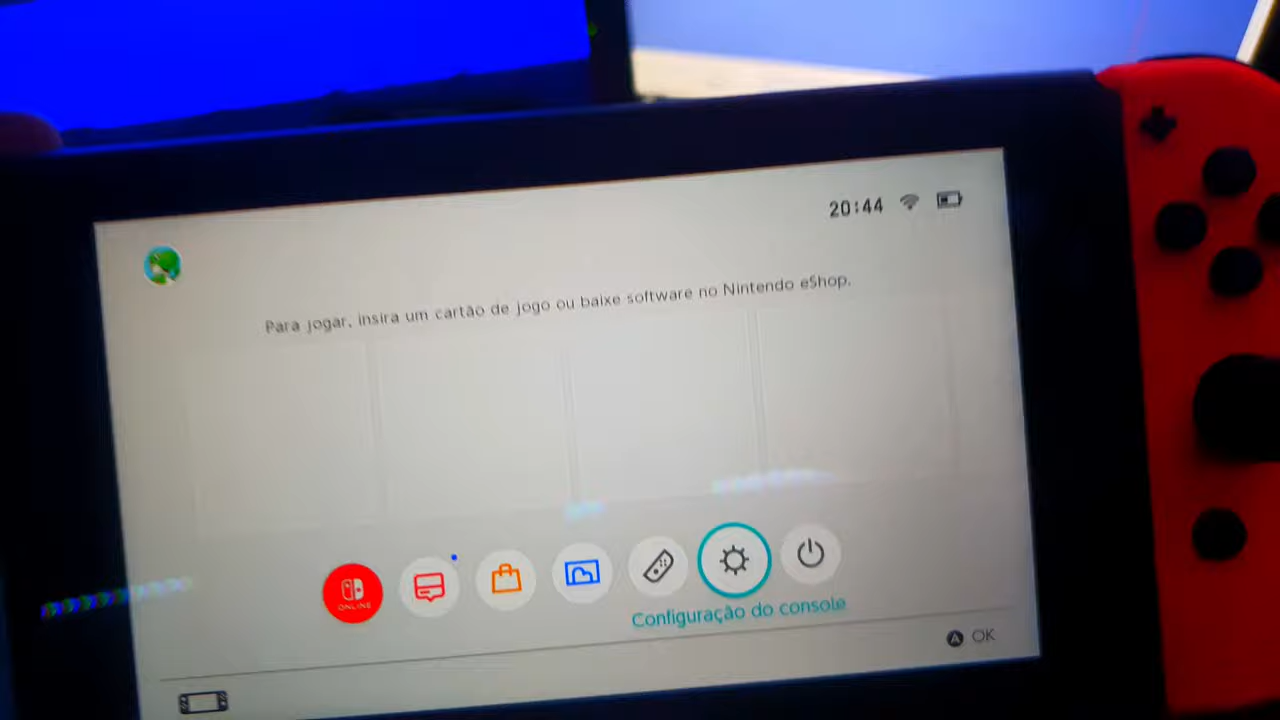 20:44
Para jogar, insira um cartão de jogo ou baixe software no Nintendo eShop.
ONLINE
Configuração do console
A OK